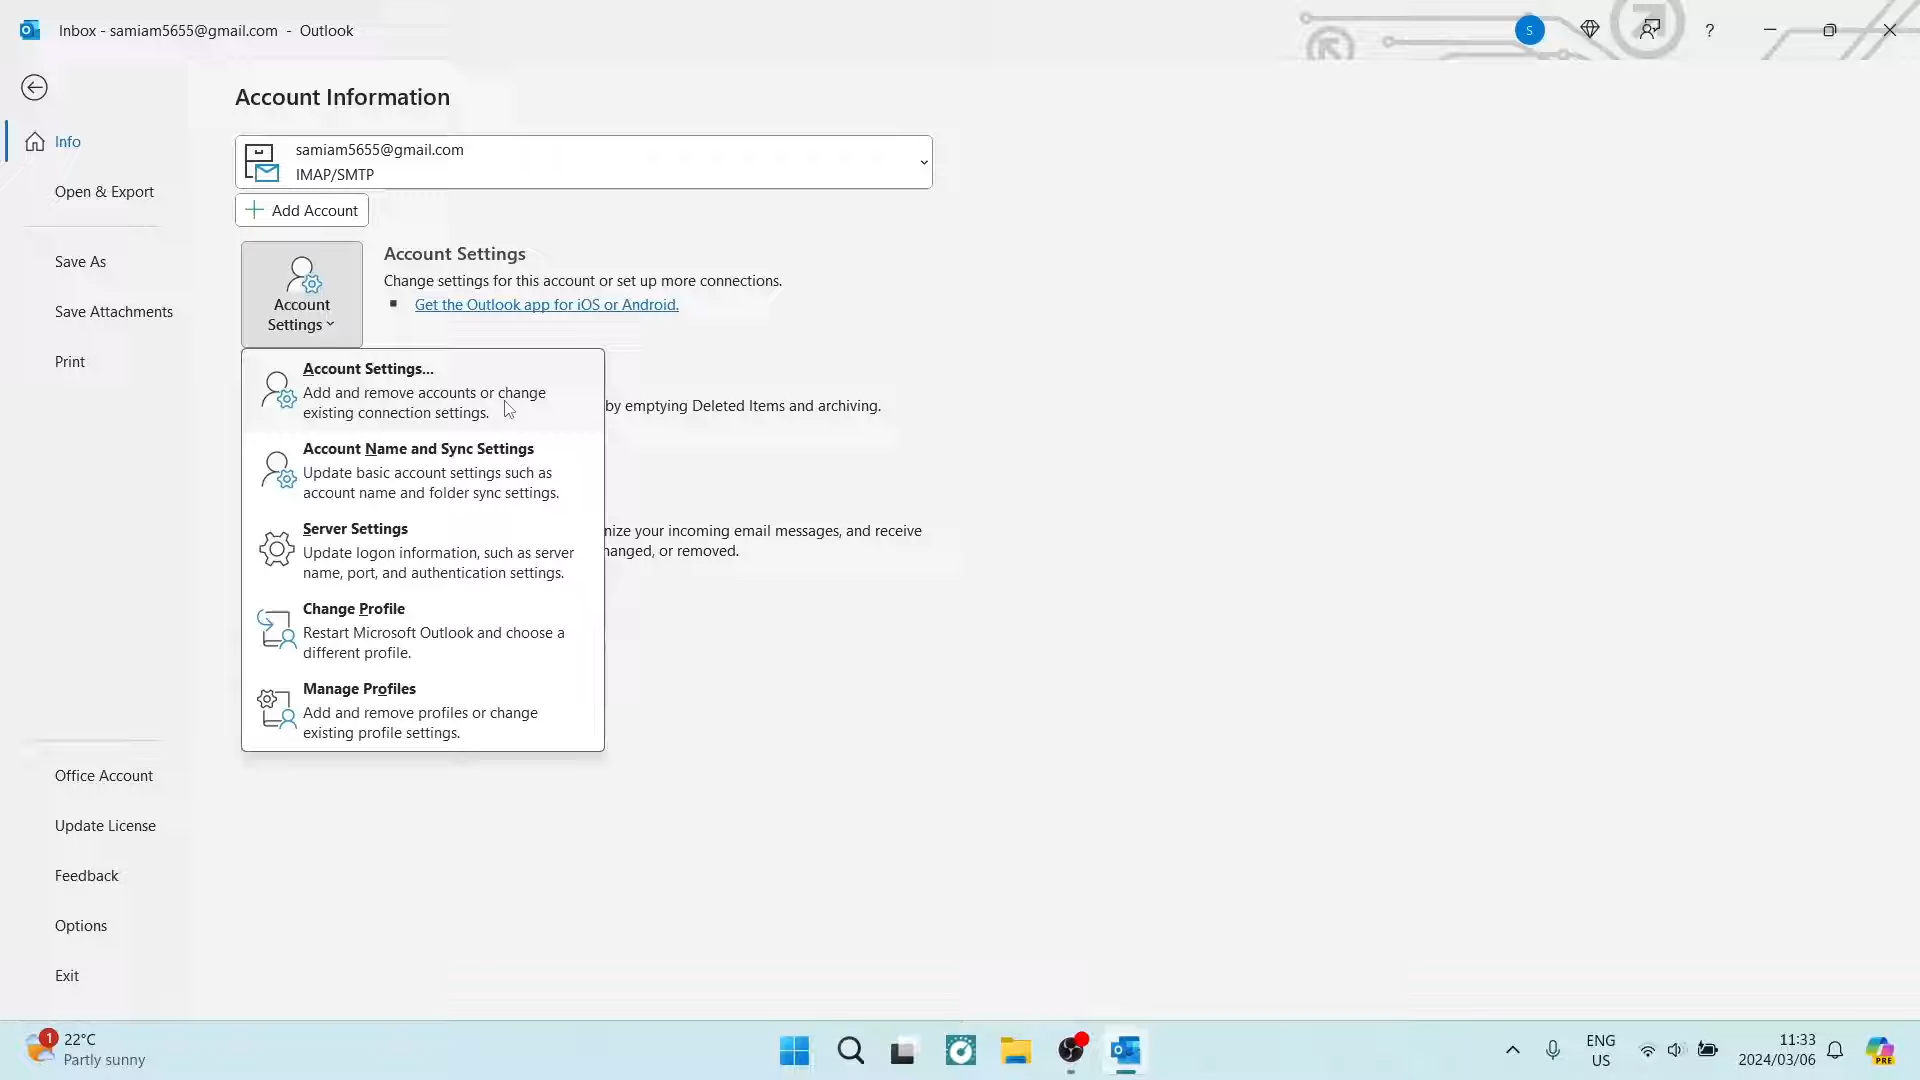 Inbox - samiam5655@gmail.com - Outlook
S
?
Account Information
Info
samiam5655@gmail.com
IMAP/SMTP
Open & Export
Add Account
Account Settings
Change settings for this account or set up more connections.
Get the Outlook app for iOS or Android.
Account
Settings
Save As
Save Attachments
Print
Account Settings...
Add and remove accounts or change
existing connection settings.
by emptying Deleted Items and archiving.
Account Name and Sync Settings
Update basic account settings such as
account name and folder sync settings.
Server Settings
Update logon information, such as server
name, port, and authentication settings.
nize your incoming email messages, and receive
hanged, or removed.
Change Profile
Restart Microsoft Outlook and choose a
different profile.
Manage Profiles
Add and remove profiles or change
existing profile settings.
Office Account
Update License
Feedback
Options
Exit
1
22°C
Partly sunny
ENG
US
11:33
2024/03/06
PRE